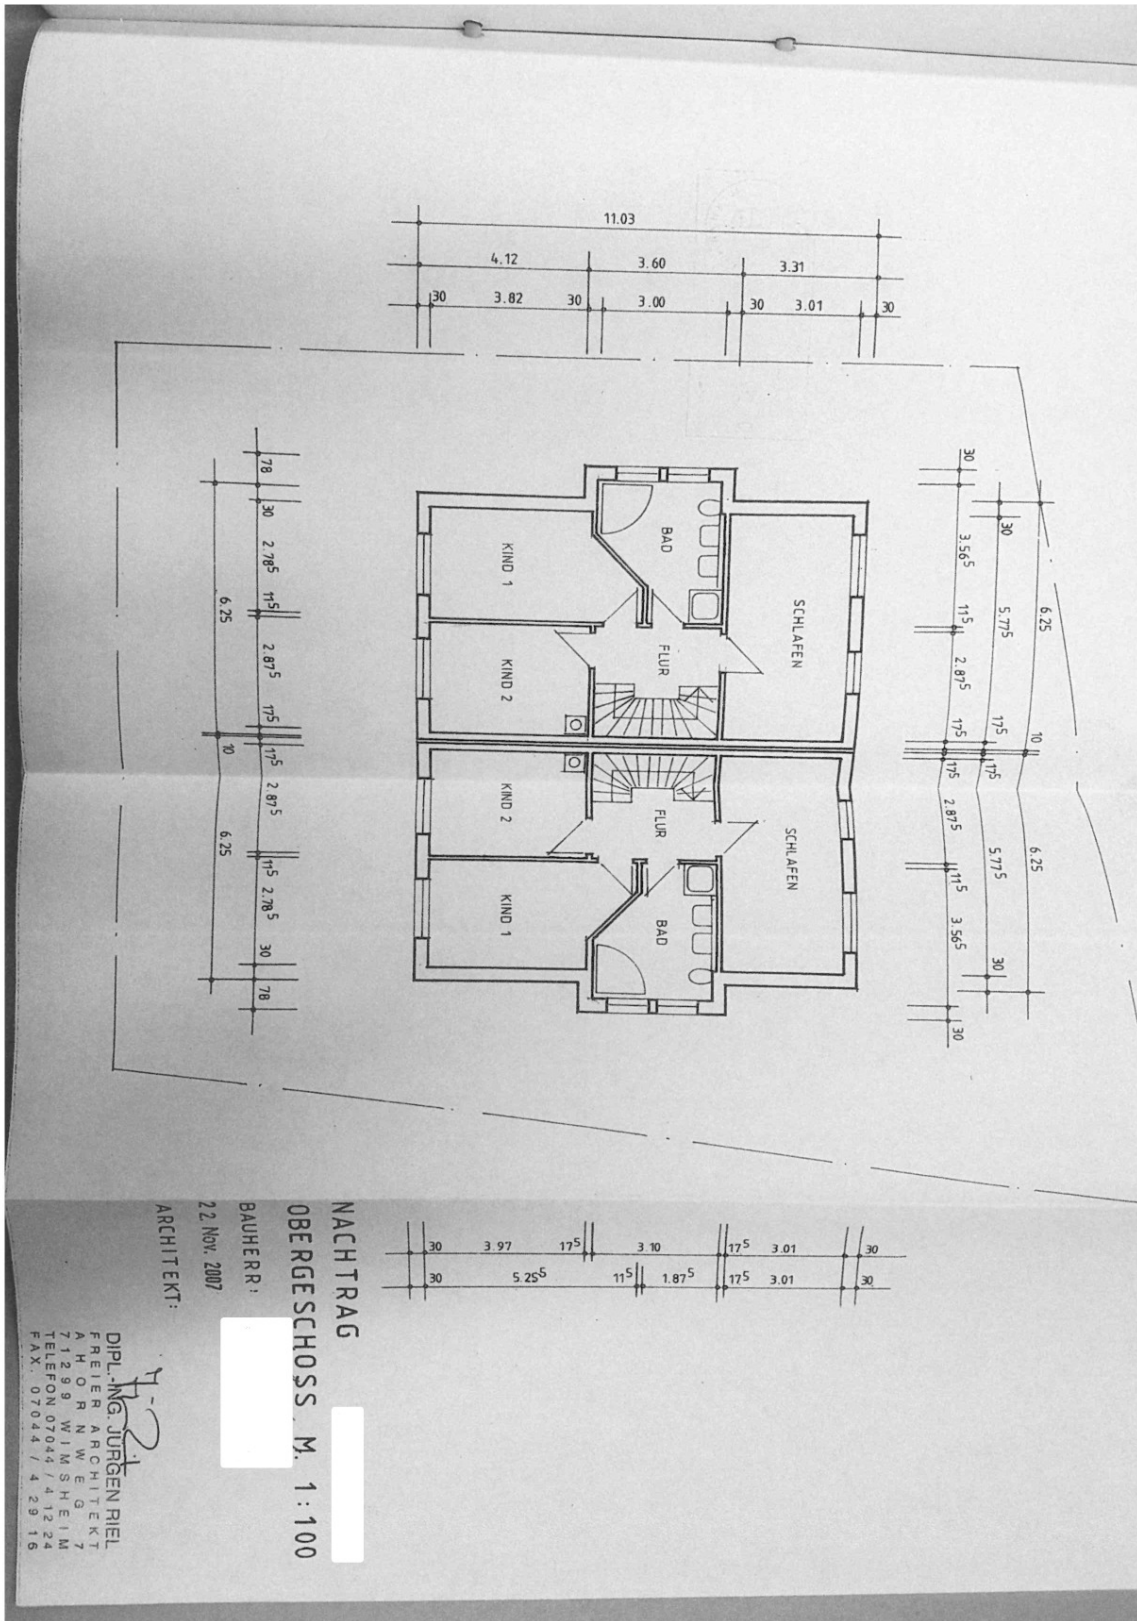 11.03
4.12 3.60 3.31
30 3.82 30 3.00 30 3.01 30
78 30 2.78⁵ 11⁵ 2.87⁵ 17⁵ 17⁵ 2.87⁵ 11⁵ 2.78⁵ 30 78
6.25 10 6.25
30 3.56⁵ 11⁵ 2.87⁵ 17⁵ 17⁵ 2.87⁵ 11⁵ 3.56⁵ 30
30 5.77⁵ 17⁵ 17⁵ 5.77⁵ 30
6.25 10 6.25
KIND 1
BAD
SCHLAFEN
KIND 2
FLUR
KIND 2
FLUR
SCHLAFEN
KIND 1
BAD
30 3.97 17⁵ 3.10 17⁵ 3.01 30
30 5.25⁵ 11⁵ 1.87⁵ 17⁵ 3.01 30
NACHTRAG
OBERGESCHOSS M. 1:100
BAUHERR:
22. Nov. 2007
ARCHITEKT:
DIPL.-ING. JÜRGEN RIEL
FREIER ARCHITEKT
AHORNWEG 7
71299 WIMSHEIM
TELEFON 07044 / 4 12 24
FAX. 07044 / 4 29 16